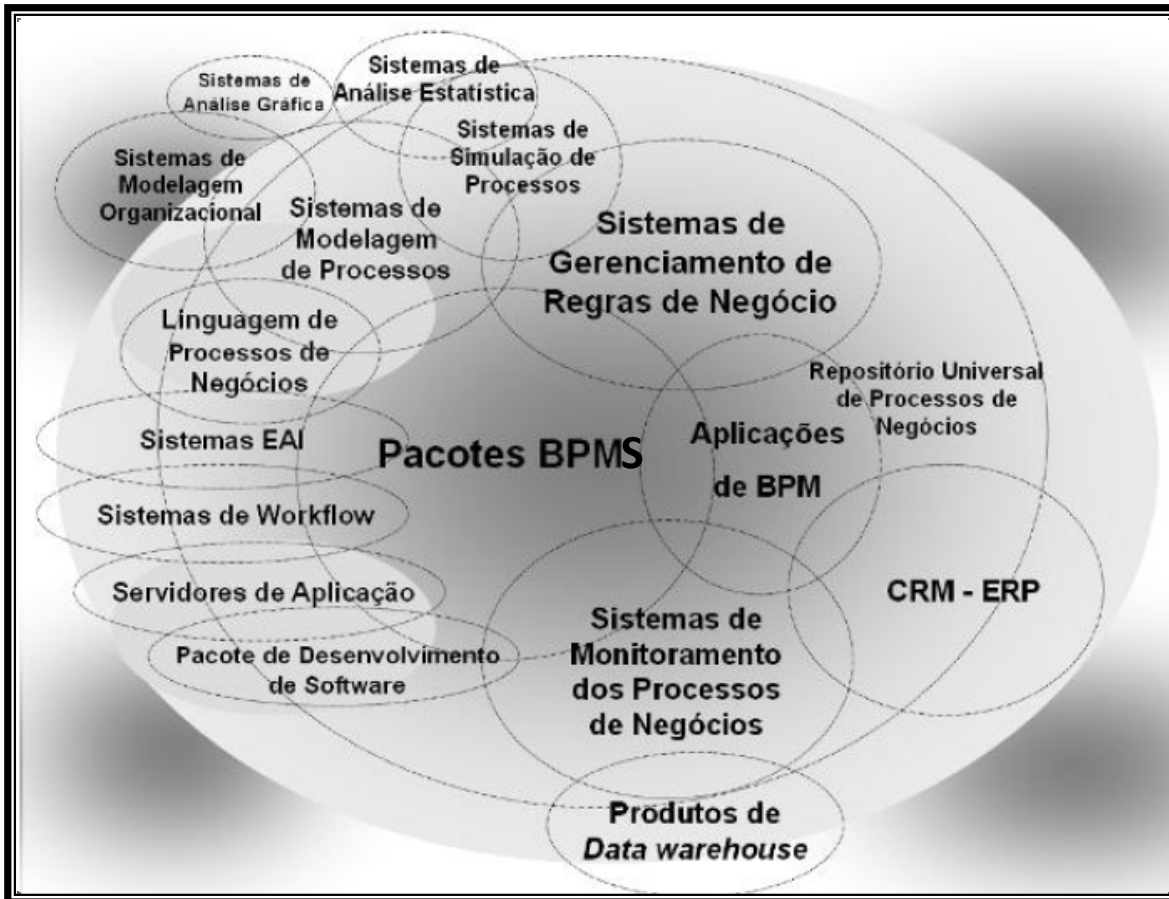 Sistemas de
Análise Gráfica
Sistemas de
Análise Estatística
Sistemas de
Simulação de
Processos
Sistemas de
Modelagem
Organizacional
Sistemas de
Modelagem
de Processos
Sistemas de
Gerenciamento de
Regras de Negócio
Linguagem de
Processos de
Negócios
Repositório Universal
de Processos de
Negócios
Sistemas EAI
Pacotes BPMS
Aplicações
de BPM
Sistemas de Workflow
Servidores de Aplicação
CRM - ERP
Pacote de Desenvolvimento
de Software
Sistemas de
Monitoramento
dos Processos
de Negócios
Produtos de
Data warehouse